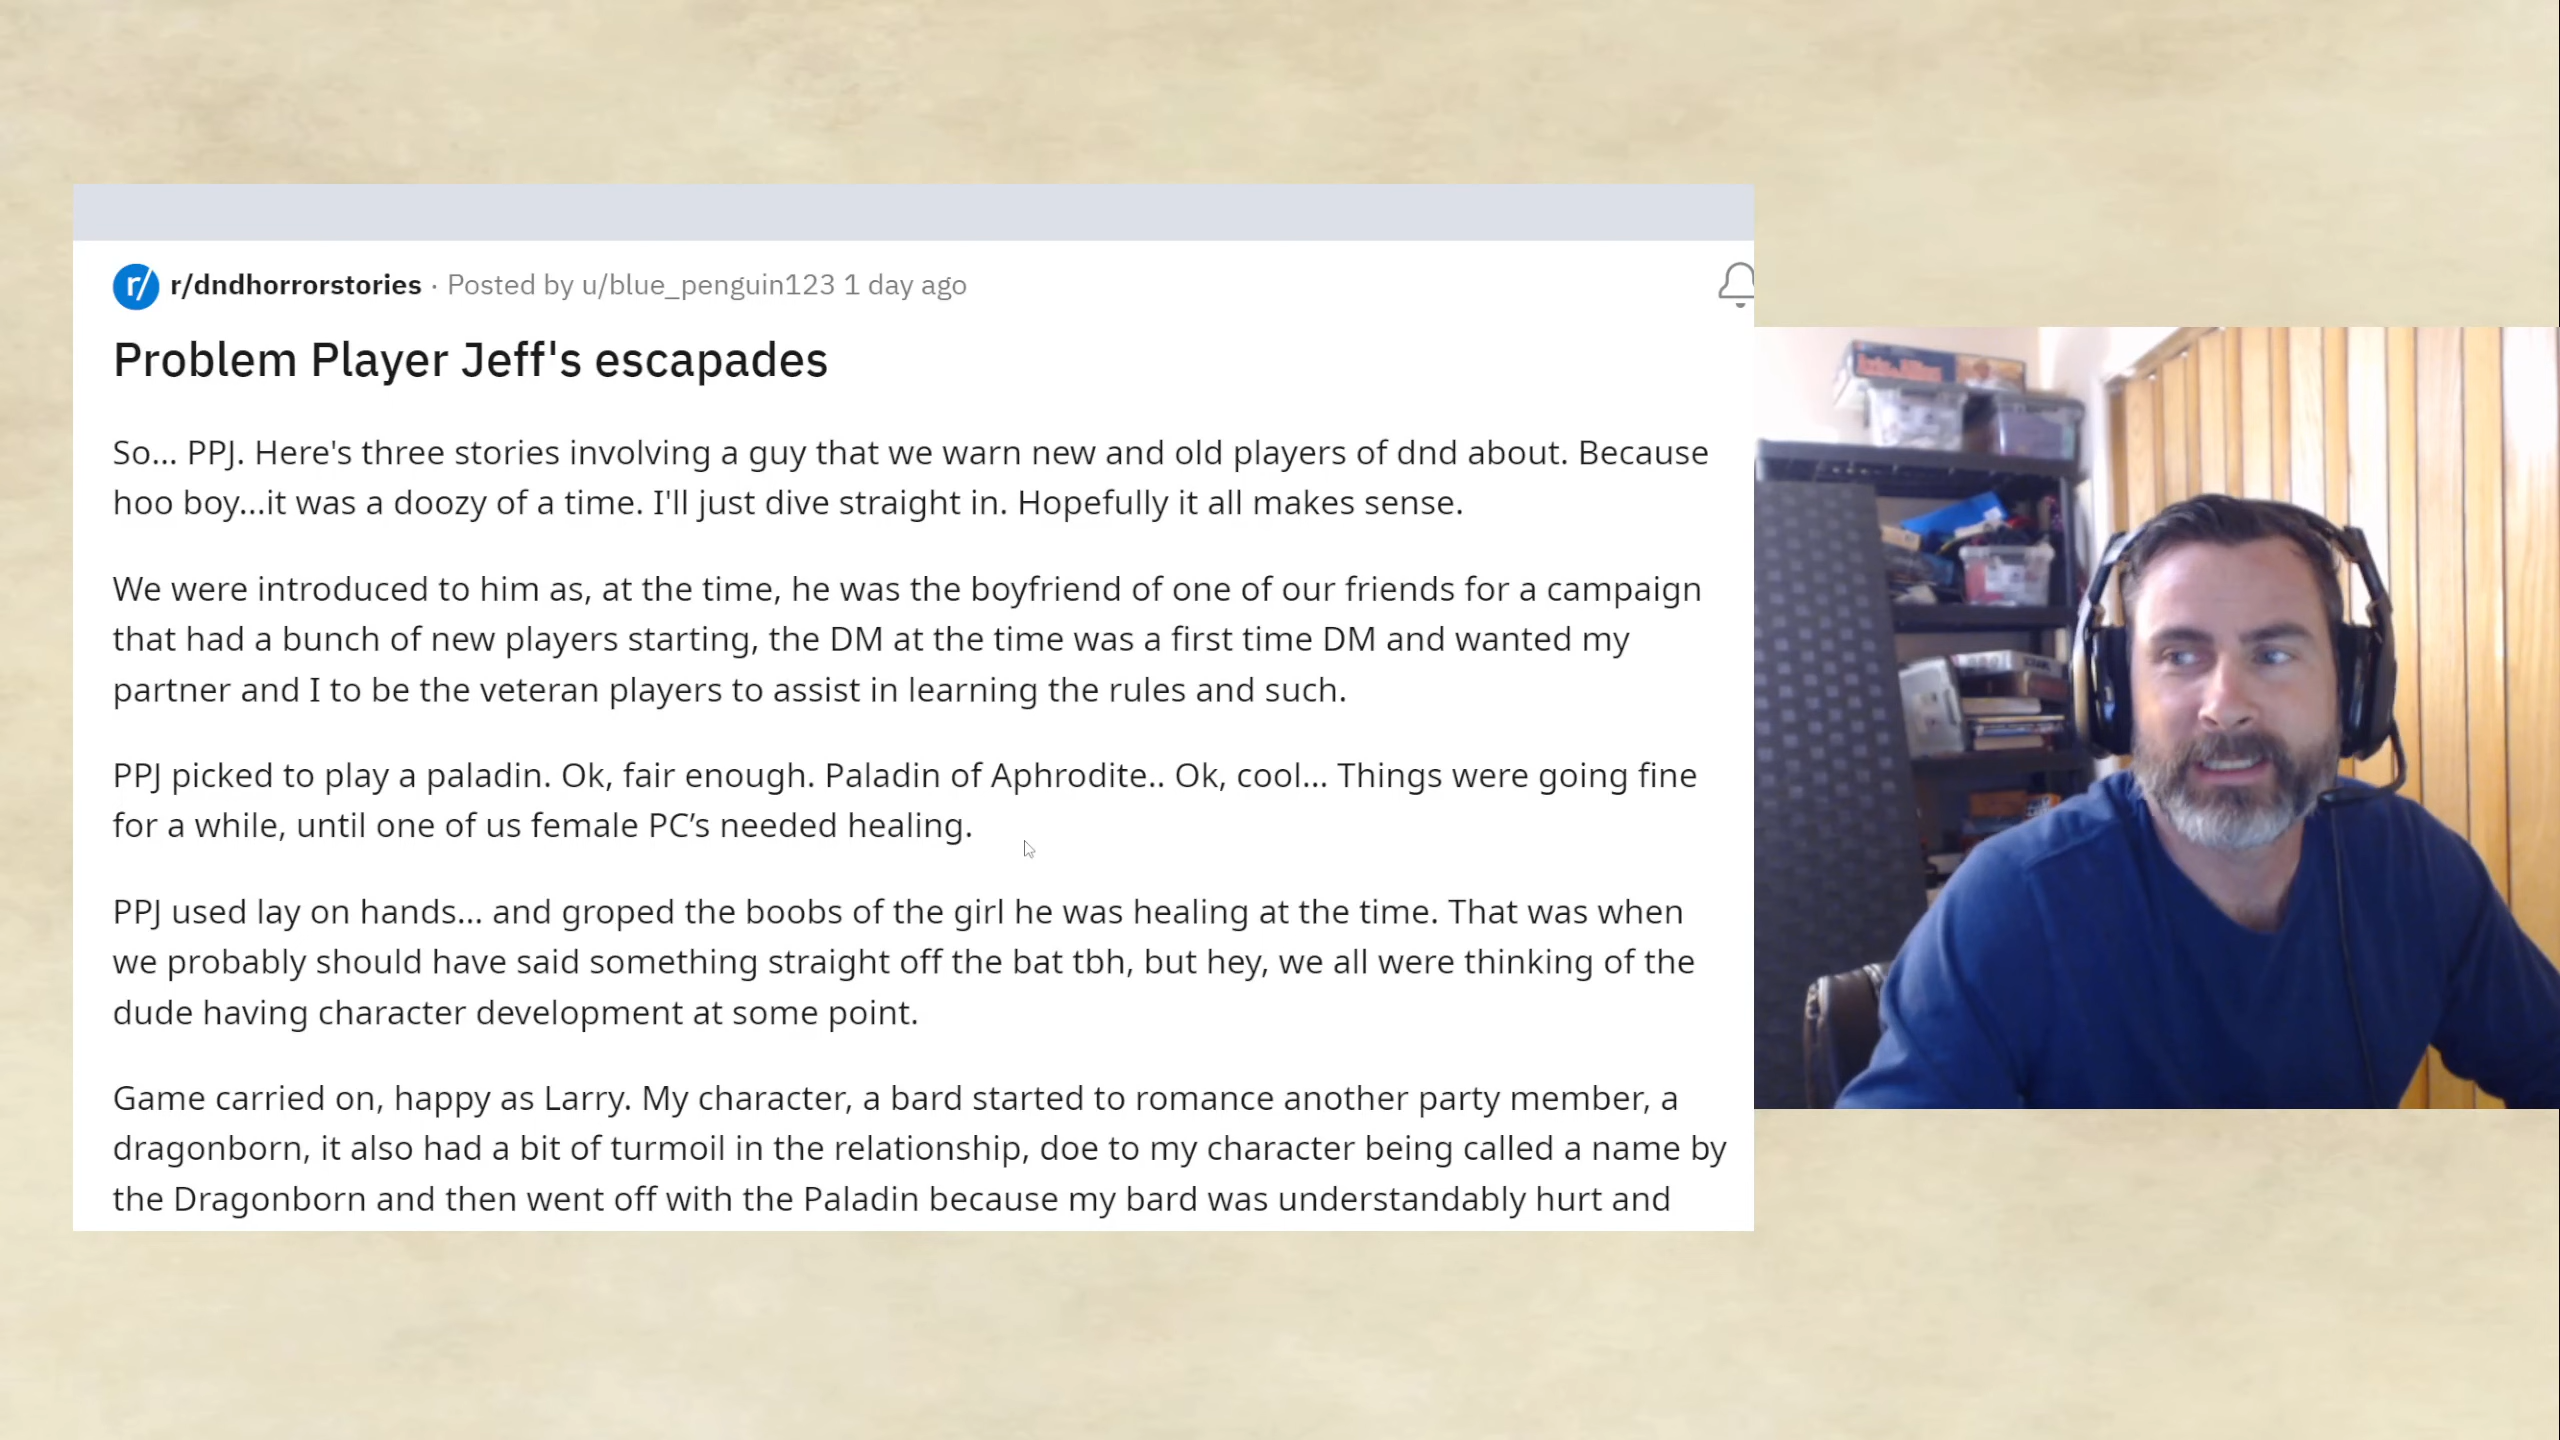 r/ r/dndhorrorstories · Posted by u/blue_penguin123 1 day ago
Problem Player Jeff's escapades
So... PPJ. Here's three stories involving a guy that we warn new and old players of dnd about. Because
hoo boy...it was a doozy of a time. I'll just dive straight in. Hopefully it all makes sense.
We were introduced to him as, at the time, he was the boyfriend of one of our friends for a campaign
that had a bunch of new players starting, the DM at the time was a first time DM and wanted my
partner and I to be the veteran players to assist in learning the rules and such.
PPJ picked to play a paladin. Ok, fair enough. Paladin of Aphrodite.. Ok, cool... Things were going fine
for a while, until one of us female PC’s needed healing.
PPJ used lay on hands... and groped the boobs of the girl he was healing at the time. That was when
we probably should have said something straight off the bat tbh, but hey, we all were thinking of the
dude having character development at some point.
Game carried on, happy as Larry. My character, a bard started to romance another party member, a
dragonborn, it also had a bit of turmoil in the relationship, doe to my character being called a name by
the Dragonborn and then went off with the Paladin because my bard was understandably hurt and